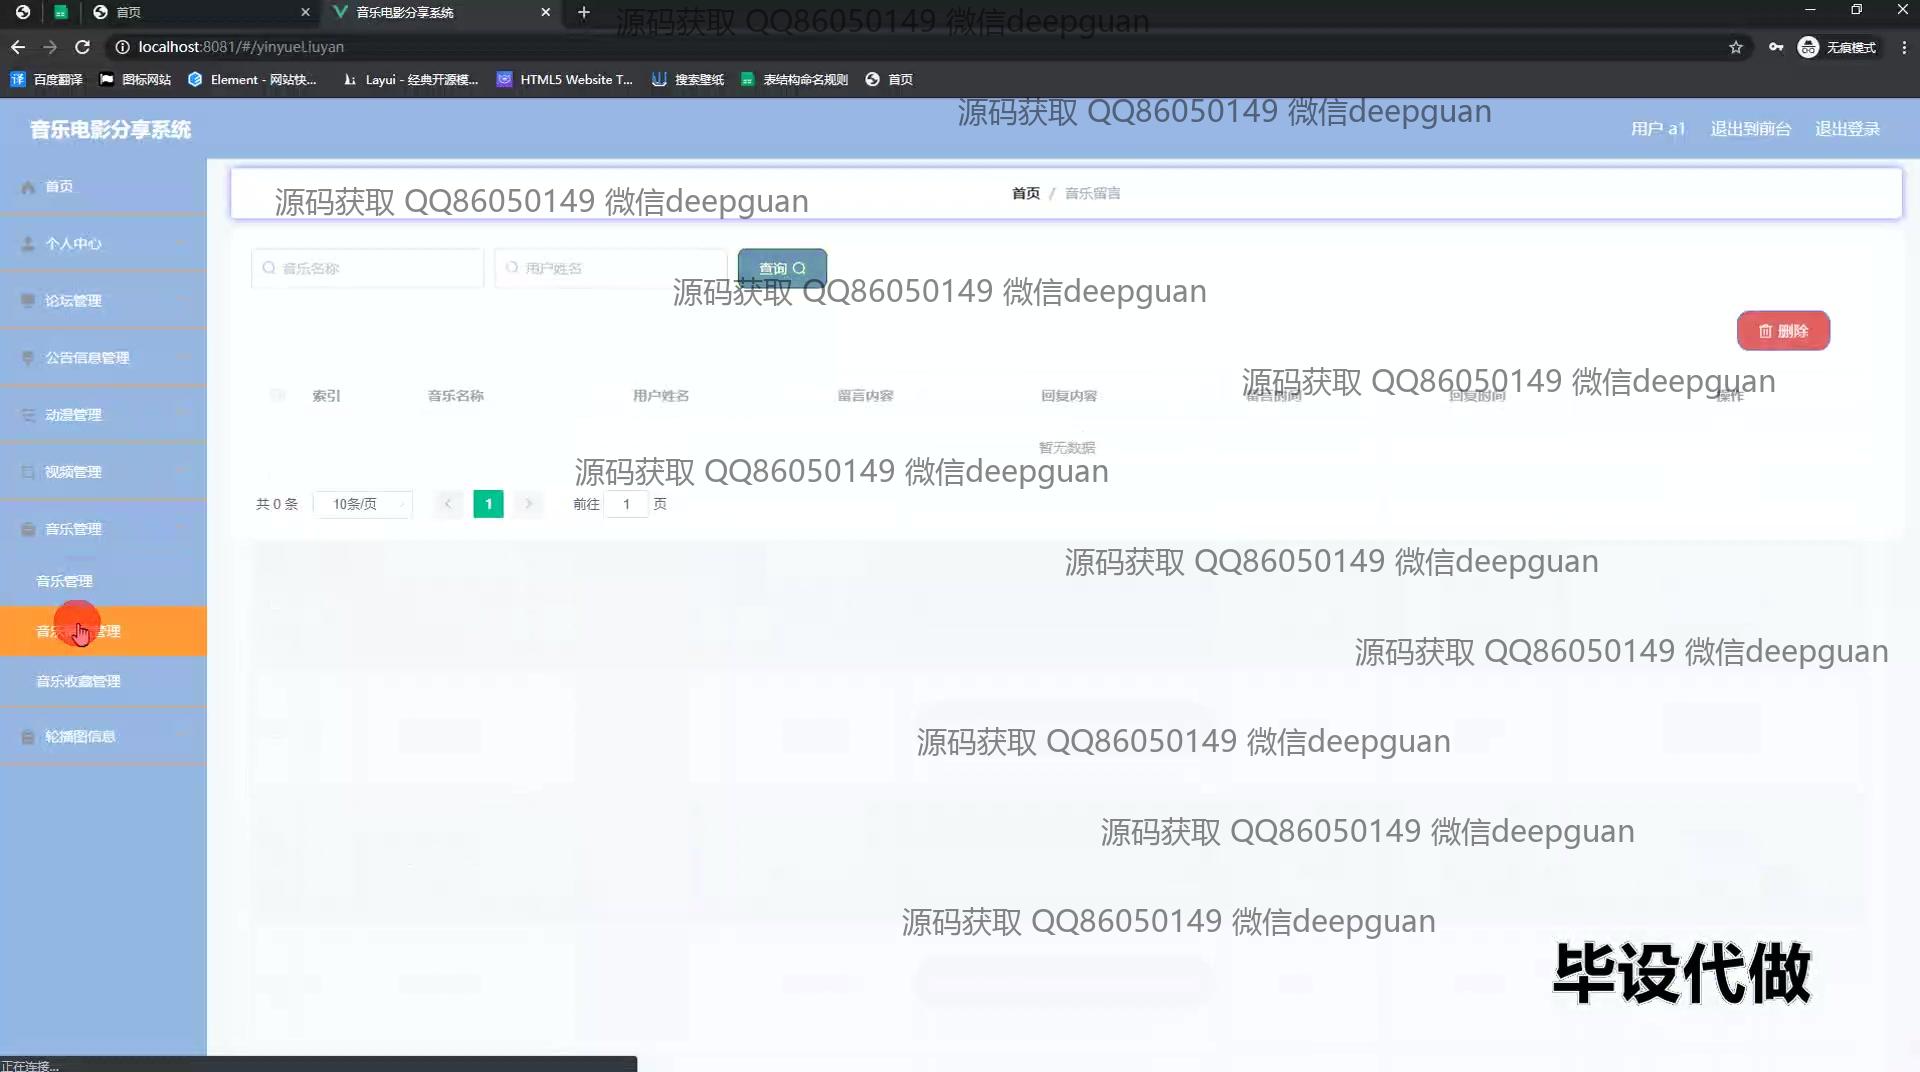 首页
音乐电影分享系统
源码获取 QQ86050149 微信deepguan
localhost:8081/#/yinyueLiuyan
无痕模式
百度翻译
图标网站
Element - 网站快...
Layui - 经典开源模...
HTML5 Website T...
搜索壁纸
表结构命名规则
首页
源码获取 QQ86050149 微信deepguan
音乐电影分享系统
用户 a1
退出到前台
退出登录
首页
源码获取 QQ86050149 微信deepguan
首页 / 音乐留言
个人中心
音乐名称
用户姓名
查询
源码获取 QQ86050149 微信deepguan
论坛管理
删除
公告信息管理
源码获取 QQ86050149 微信deepguan
索引
音乐名称
用户姓名
留言内容
回复内容
留言时间
回复时间
操作
动漫管理
暂无数据
视频管理
源码获取 QQ86050149 微信deepguan
共 0 条
10条/页
1
前往 1 页
音乐管理
源码获取 QQ86050149 微信deepguan
音乐管理
音乐
管理
源码获取 QQ86050149 微信deepguan
音乐收藏管理
轮播图信息
源码获取 QQ86050149 微信deepguan
源码获取 QQ86050149 微信deepguan
源码获取 QQ86050149 微信deepguan
毕设代做
正在连接...